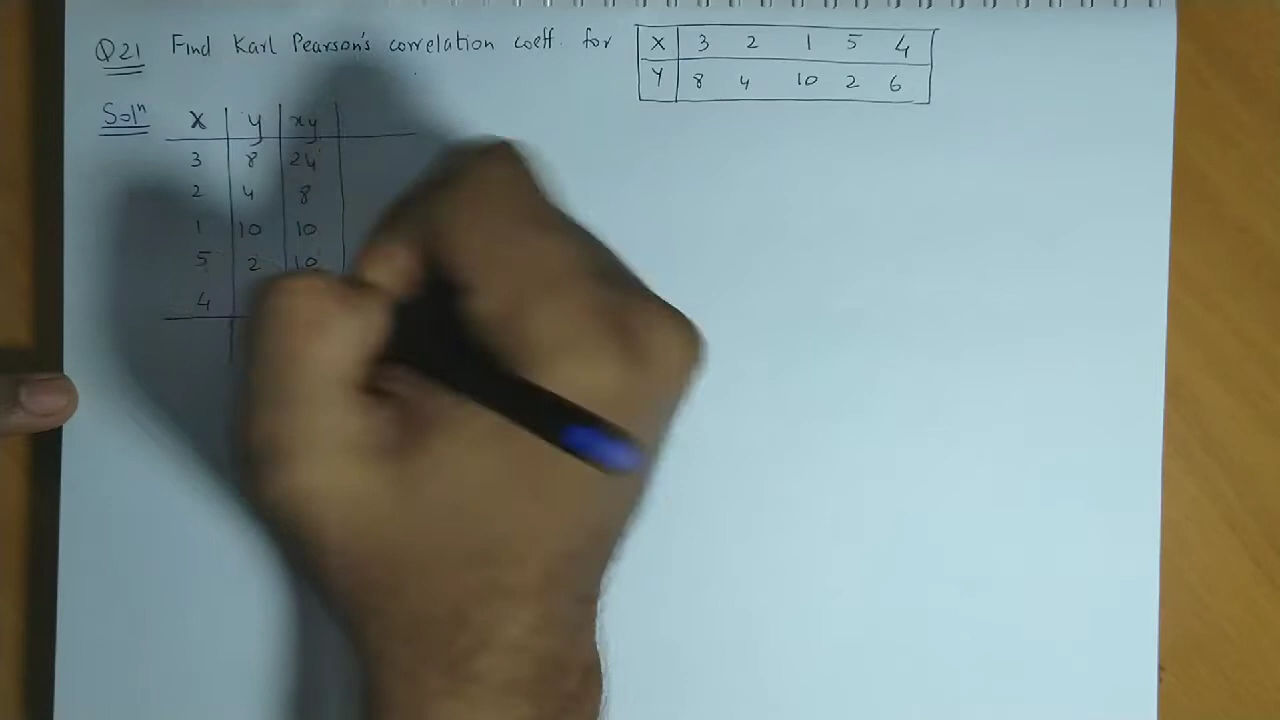 Q21 Find Karl Pearson's correlation coeff. for
X 3 2 1 5 4
Y 8 4 10 2 6
Solⁿ
X y xy
3 8 24
2 4 8
1 10 10
5 2 10
4